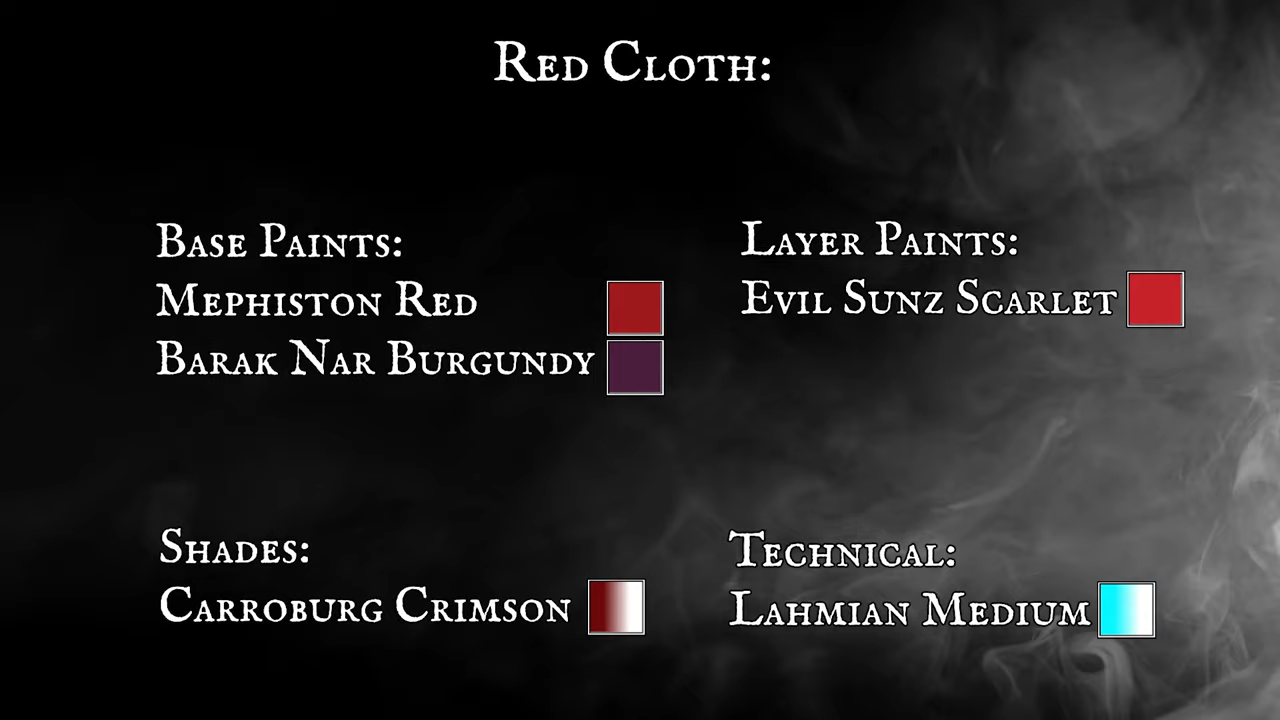 Red Cloth:
Base Paints:
Mephiston Red
Barak Nar Burgundy
Layer Paints:
Evil Sunz Scarlet
Shades:
Carroburg Crimson
Technical:
Lahmian Medium